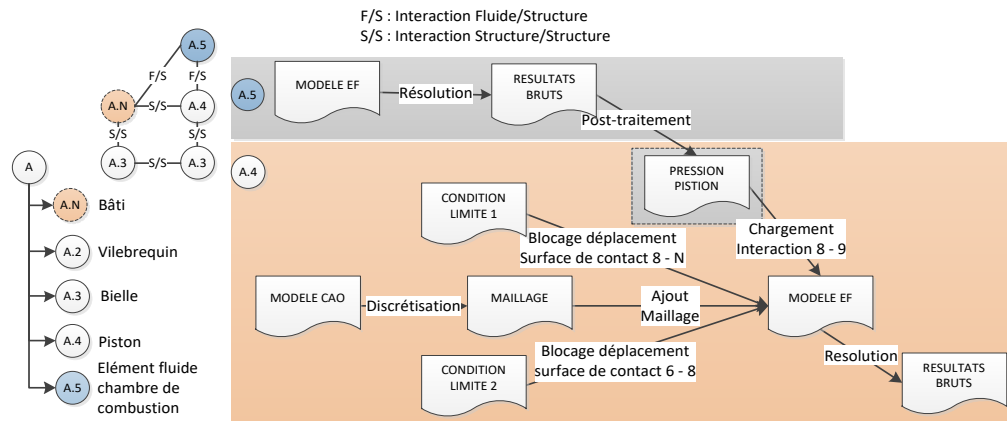 F/S : Interaction Fluide/Structure
S/S : Interaction Structure/Structure
A.5
F/S
F/S
A.N
S/S
A.4
S/S
S/S
A.3
S/S
A.3
A
A.N
Bâti
A.2
Vilebrequin
A.3
Bielle
A.4
Piston
A.5
Elément fluide
chambre de
combustion
A.5
MODELE EF
Résolution
RESULTATS
BRUTS
Post-traitement
A.4
PRESSION
PISTION
CONDITION
LIMITE 1
Blocage déplacement
Surface de contact 8 - N
Chargement
Interaction 8 - 9
MODELE CAO
Discrétisation
MAILLAGE
Ajout
Maillage
MODELE EF
CONDITION
LIMITE 2
Blocage déplacement
surface de contact 6 - 8
Resolution
RESULTATS
BRUTS